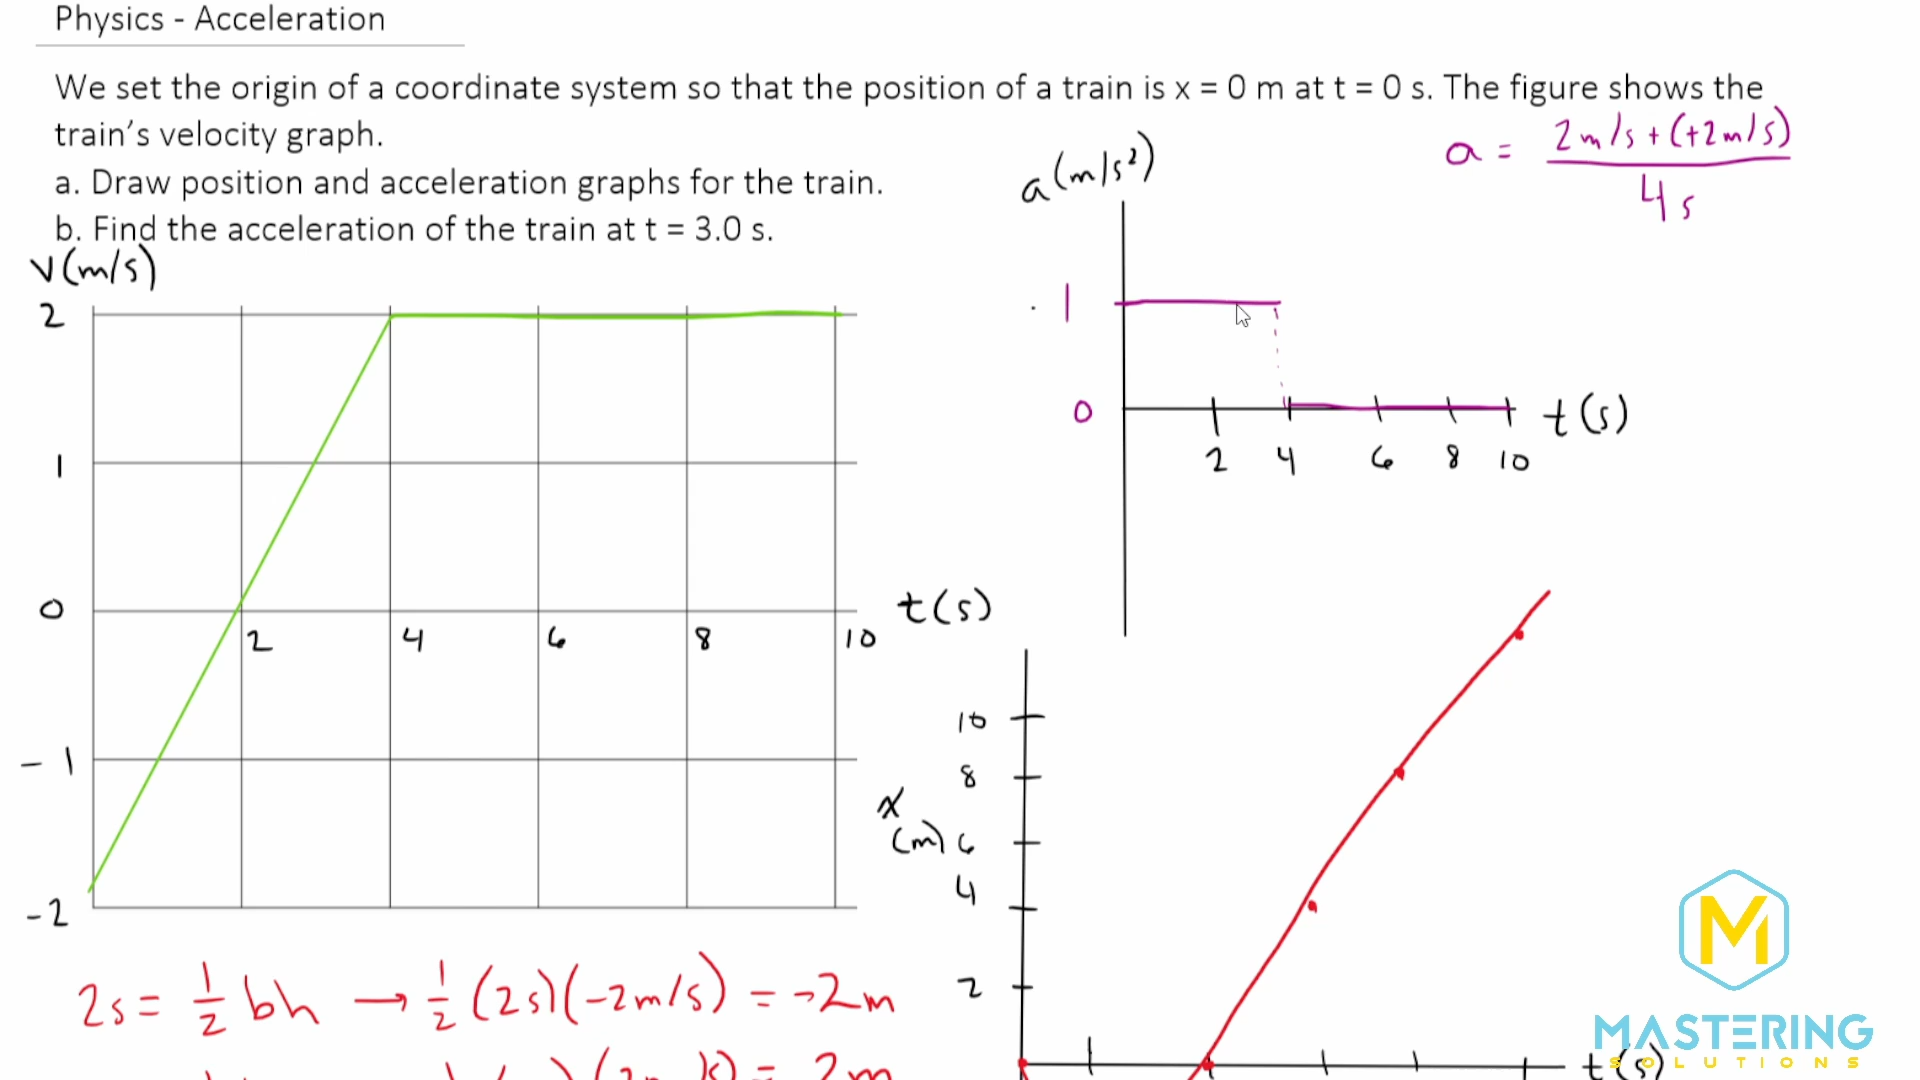 Physics - Acceleration
We set the origin of a coordinate system so that the position of a train is x = 0 m at t = 0 s. The figure shows the
train’s velocity graph.
a. Draw position and acceleration graphs for the train.
b. Find the acceleration of the train at t = 3.0 s.
a = 2m/s + (+2m/s)
4s
a(m/s²)
1
0
2 4 6 8 10
t(s)
v(m/s)
2
1
0
-1
-2
2 4 6 8 10
t(s)
x
(m)
10
8
6
4
2
t(s)
2s = 1/2 bh → 1/2 (2s)(-2m/s) = -2m
= 2m
MASTERING
SOLUTIONS